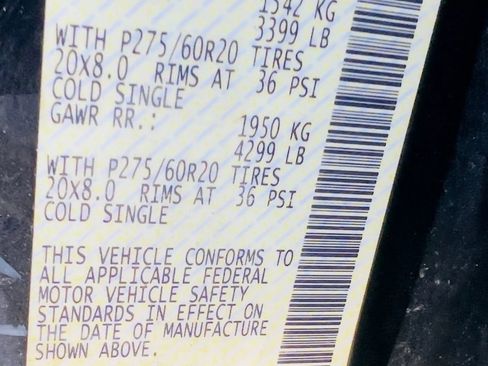 1542 KG
3399 LB
WITH P275/60R20 TIRES
20X8.0 RIMS AT 36 PSI
COLD SINGLE
GAWR RR.: 1950 KG
4299 LB
WITH P275/60R20 TIRES
20X8.0 RIMS AT 36 PSI
COLD SINGLE
THIS VEHICLE CONFORMS TO
ALL APPLICABLE FEDERAL
MOTOR VEHICLE SAFETY
STANDARDS IN EFFECT ON
THE DATE OF MANUFACTURE
SHOWN ABOVE.